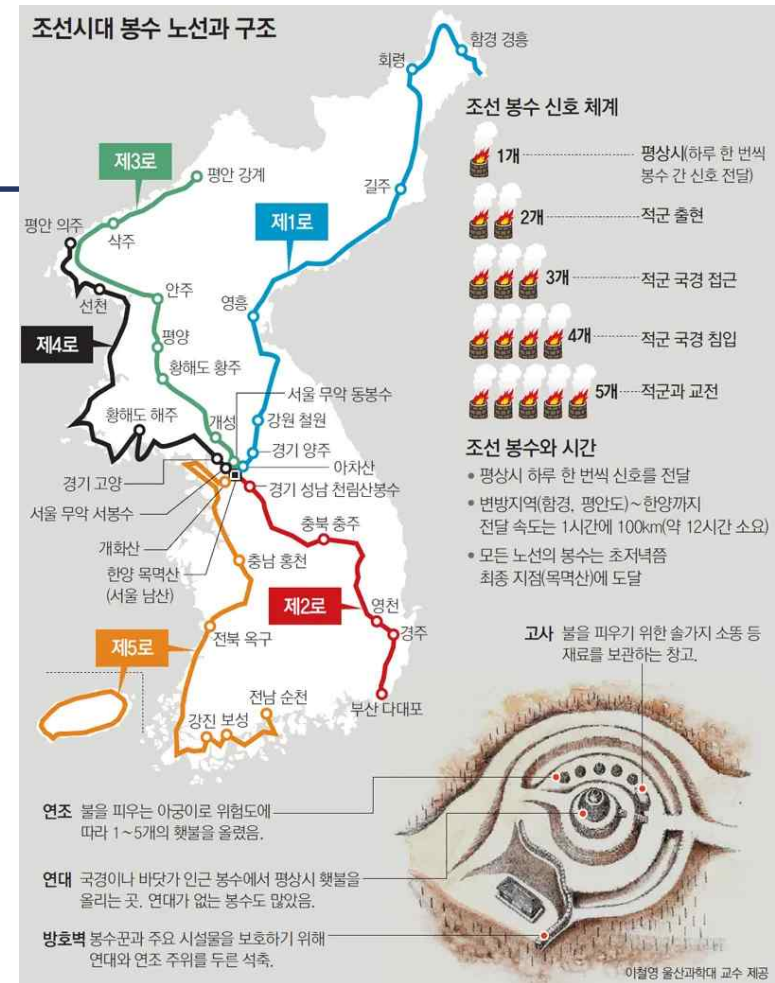 조선시대 봉수 노선과 구조
함경 경흥
회령
제3로
평안 강계
길주
평안 의주
삭주
제1로
선천
안주
영흥
제4로
평양
황해도 황주
서울 무악 동봉수
황해도 해주
개성
강원 철원
경기 양주
경기 고양
아차산
서울 무악 서봉수
경기 성남 천림산봉수
개화산
충북 충주
한양 목멱산
(서울 남산)
충남 홍천
제2로
영천
제5로
전북 옥구
경주
전남 순천
강진 보성
부산 다대포
조선 봉수 신호 체계
1개 평상시(하루 한 번씩
봉수 간 신호 전달)
2개 적군 출현
3개 적군 국경 접근
4개 적군 국경 침입
5개 적군과 교전
조선 봉수와 시간
• 평상시 하루 한 번씩 신호를 전달
• 변방지역(함경, 평안도)~한양까지
전달 속도는 1시간에 100km(약 12시간 소요)
• 모든 노선의 봉수는 초저녁쯤
최종 지점(목멱산)에 도달
고사 불을 피우기 위한 솔가지 소똥 등
재료를 보관하는 창고.
연조 불을 피우는 아궁이로 위험도에
따라 1~5개의 횃불을 올렸음.
연대 국경이나 바닷가 인근 봉수에서 평상시 횃불을
올리는 곳. 연대가 없는 봉수도 많았음.
방호벽 봉수꾼과 주요 시설물을 보호하기 위해
연대와 연조 주위를 두른 석축.
이철영 울산과학대 교수 제공